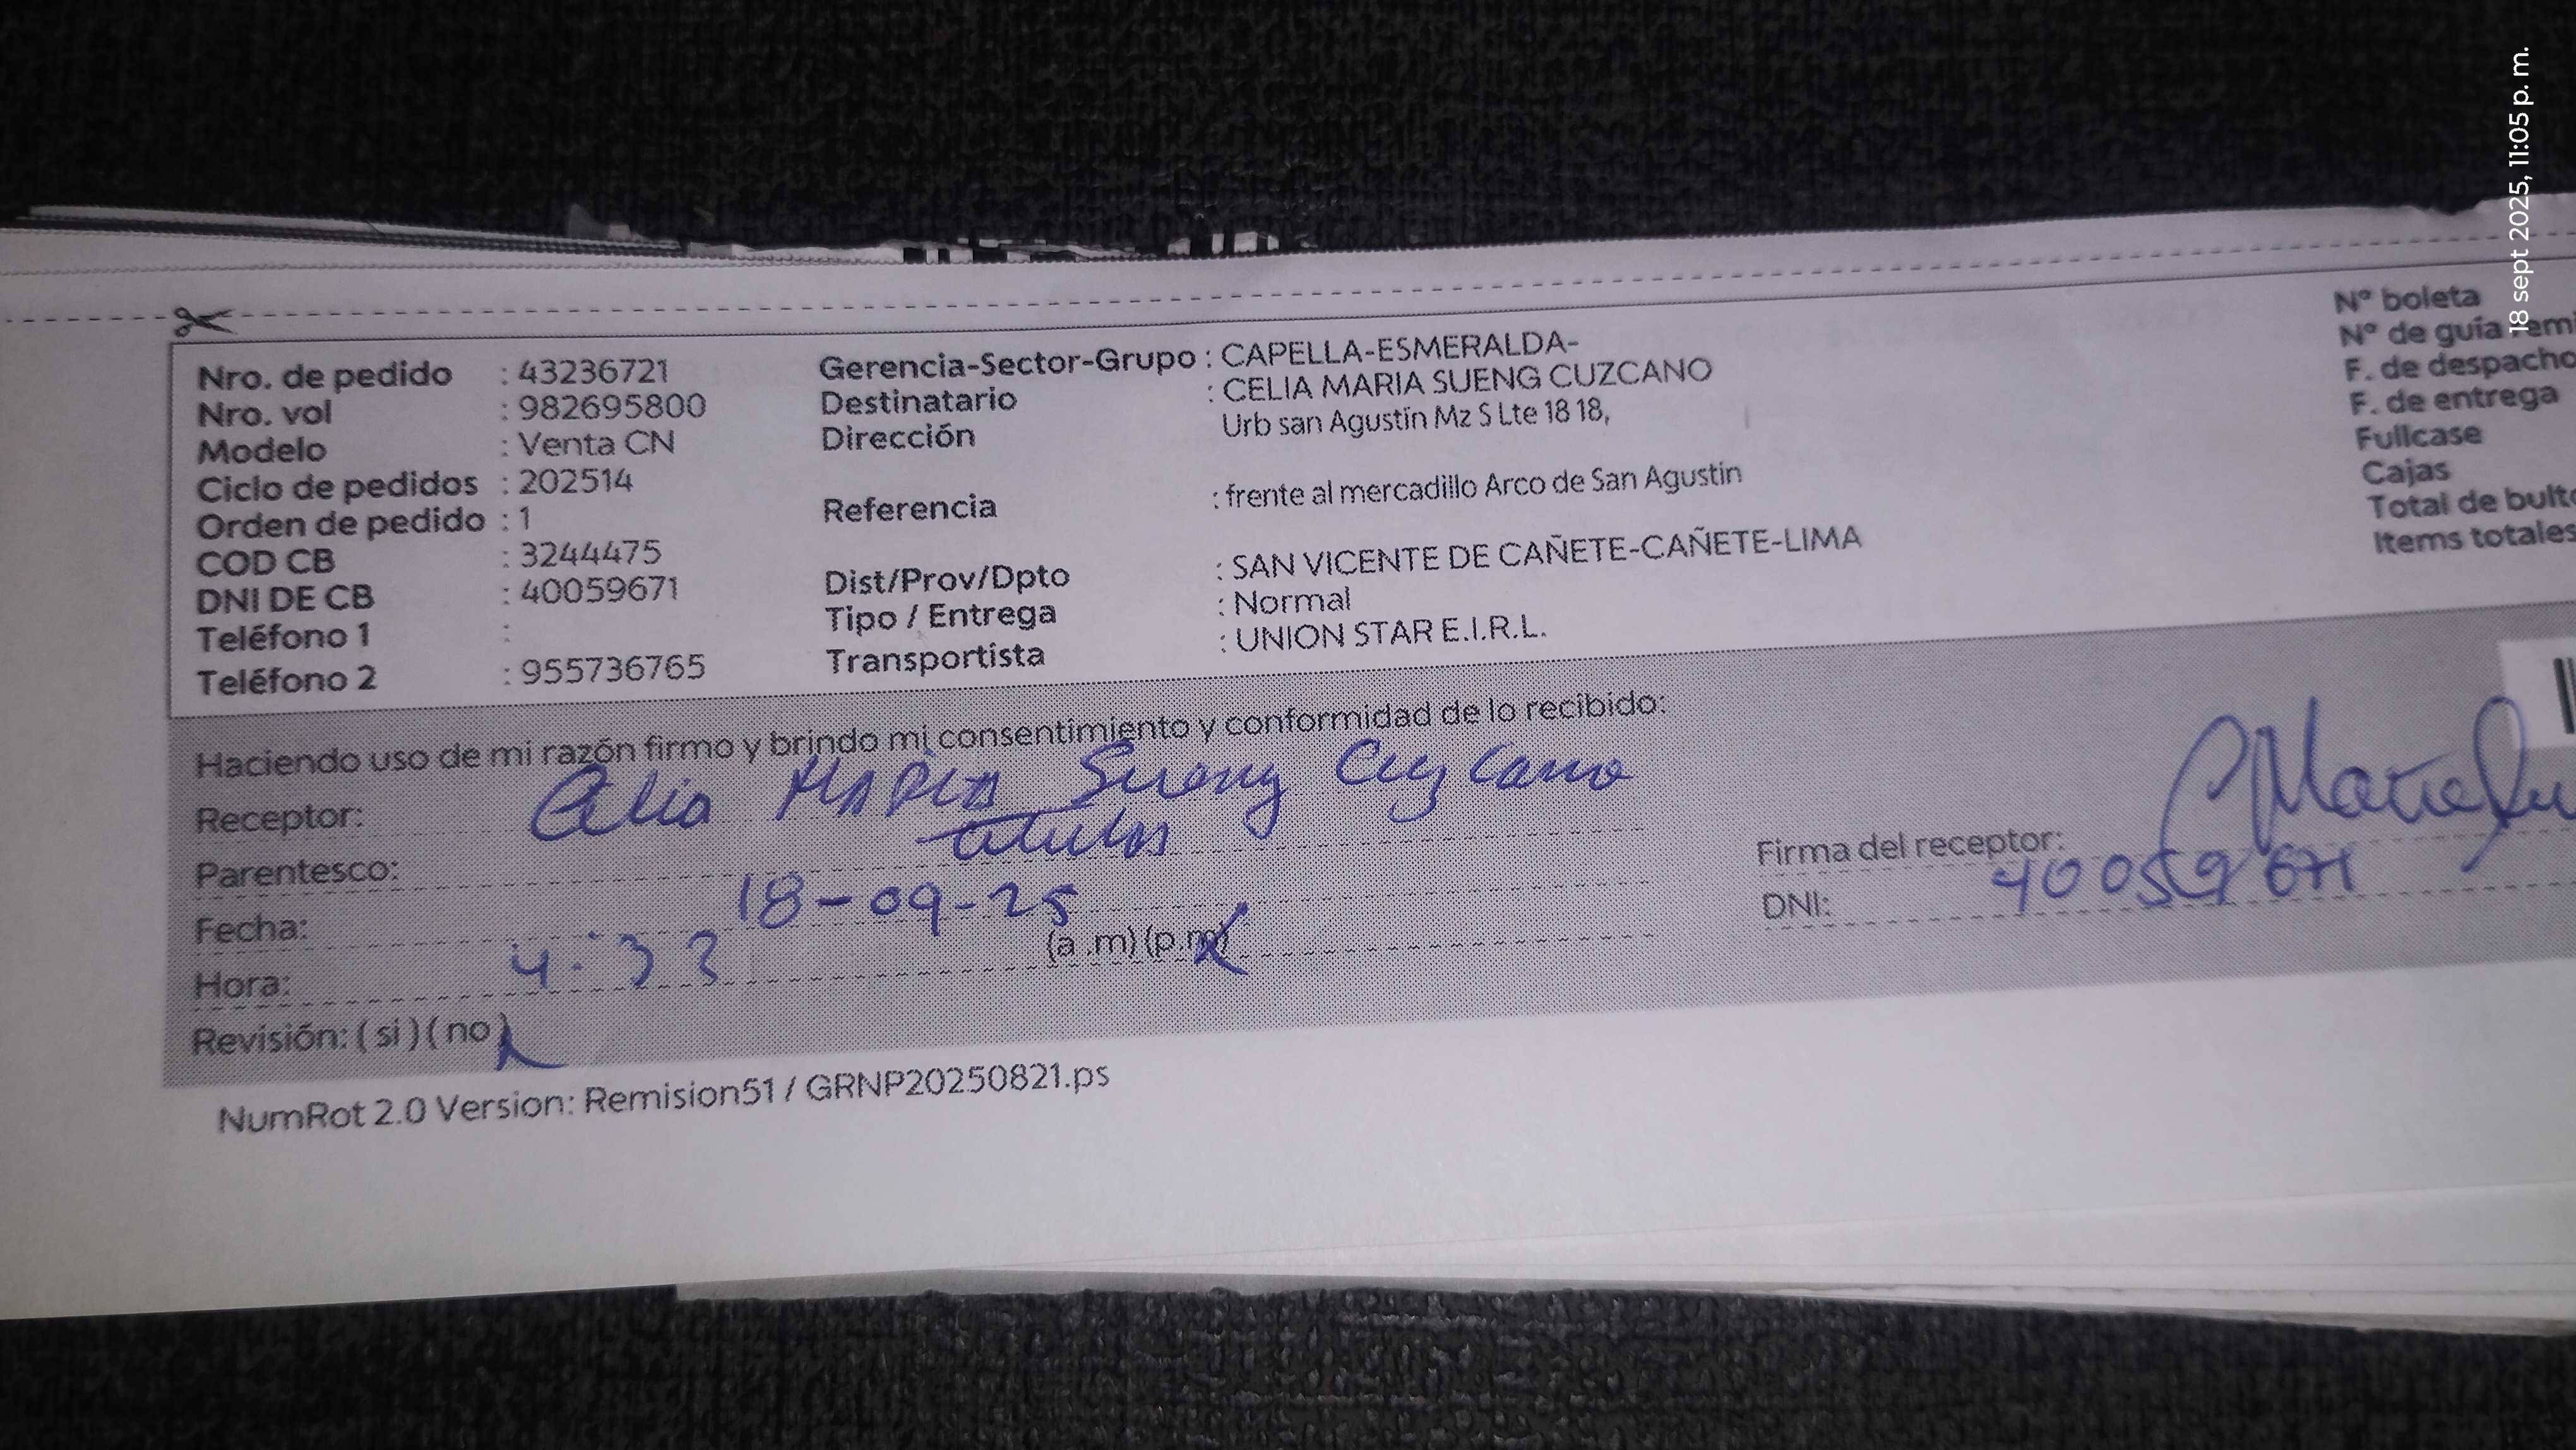 Nro. de pedido : 43236721
Nro. vol : 982695800
Modelo : Venta CN
Ciclo de pedidos : 202514
Orden de pedido : 1
COD CB : 3244475
DNI DE CB : 40059671
Teléfono 1 :
Teléfono 2 : 955736765
Gerencia-Sector-Grupo : CAPELLA-ESMERALDA-
Destinatario : CELIA MARIA SUENG CUZCANO
Dirección Urb san Agustín Mz S Lte 18 18,
Referencia : frente al mercadillo Arco de San Agustín
Dist/Prov/Dpto : SAN VICENTE DE CAÑETE-CAÑETE-LIMA
Tipo / Entrega : Normal
Transportista : UNION STAR E.I.R.L.
N° boleta
N° de guía remi
F. de despacho
F. de entrega
Fullcase
Cajas
Total de bulto
Items totales
Haciendo uso de mi razón firmo y brindo mi consentimiento y conformidad de lo recibido:
Receptor: Celia MARIA Sueng Cuzcano
Parentesco:
Fecha: 18-09-25
Hora: 4:33 (a.m) (p.m)
Revisión: (si) (no)
Firma del receptor:
DNI: 40059671
NumRot 2.0 Version: Remision51 / GRNP20250821.ps
18 sept 2025, 11:05 p. m.